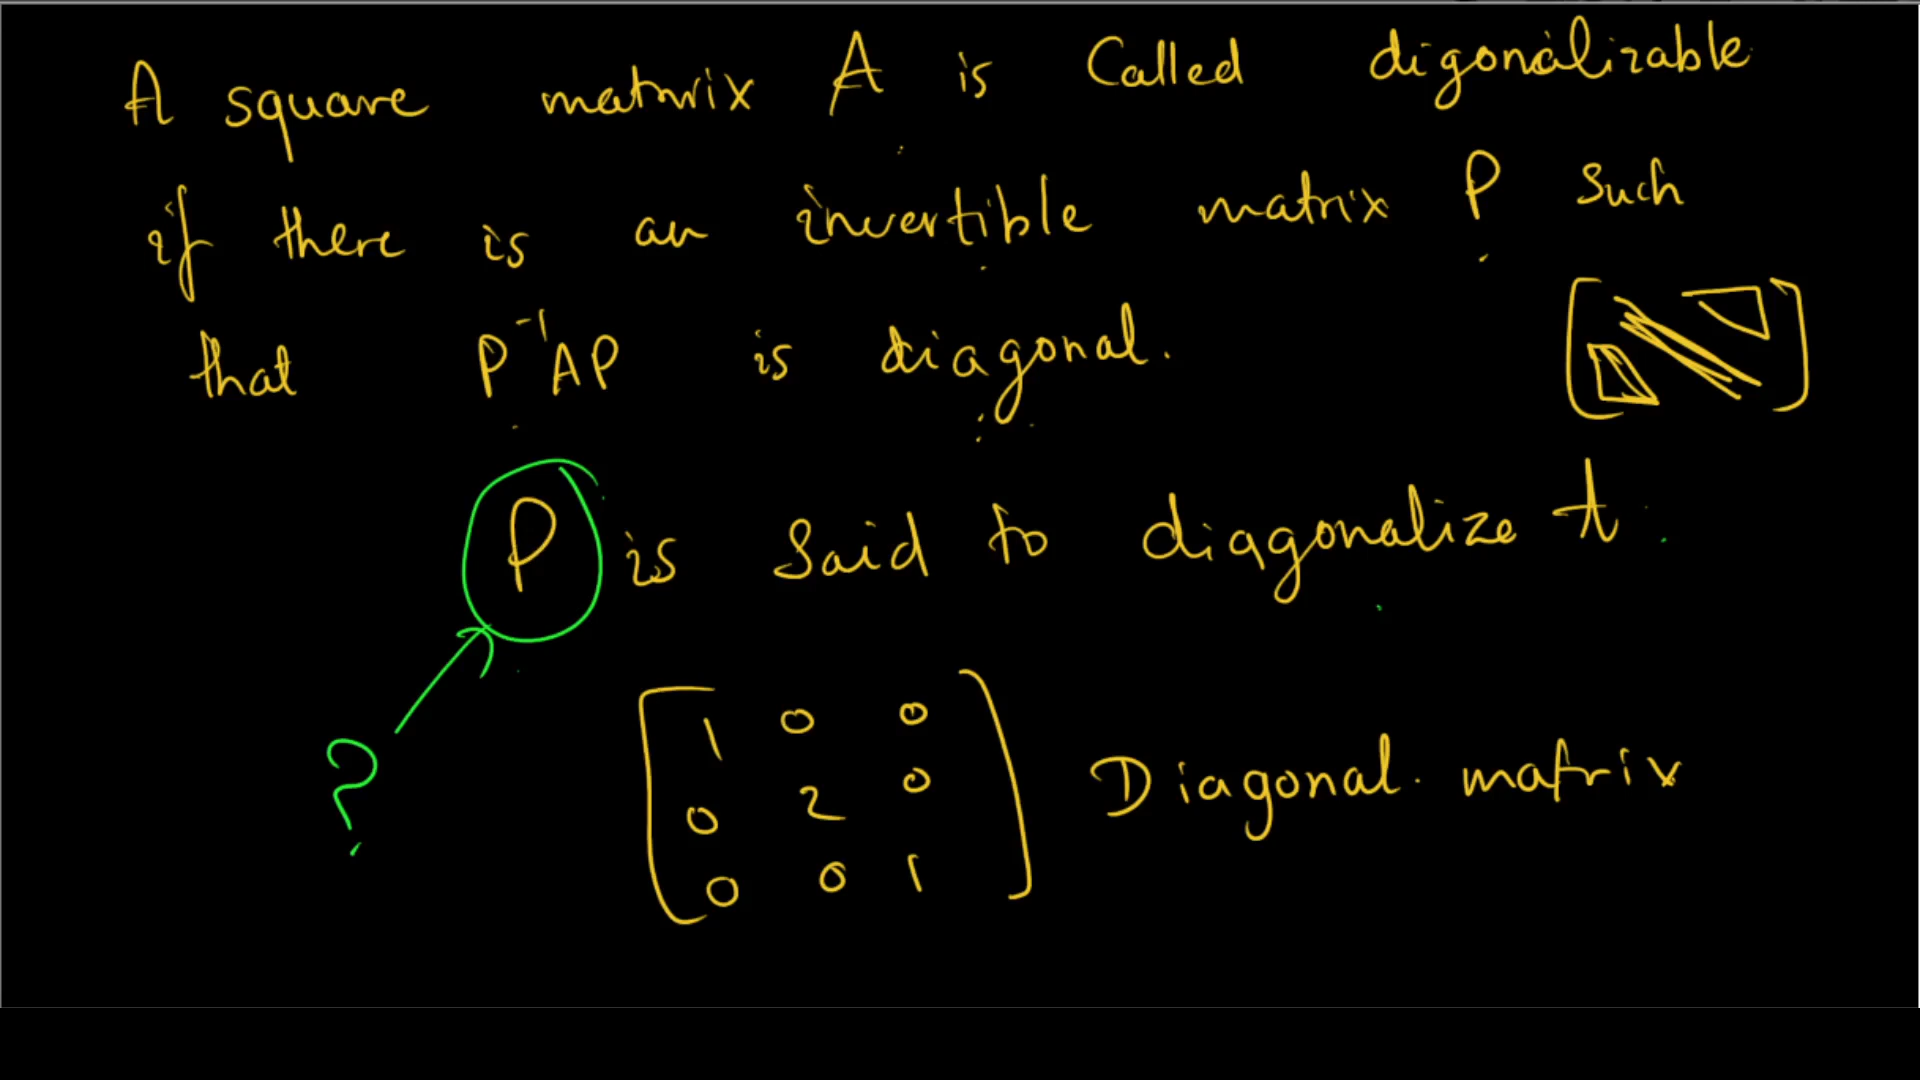 A square matrix A is Called digonalizable
if there is an invertible matrix P such
that P⁻¹AP is diagonal.
P is said to diagonalize A.
?
1 0 0
0 2 0
0 0 1
Diagonal matrix